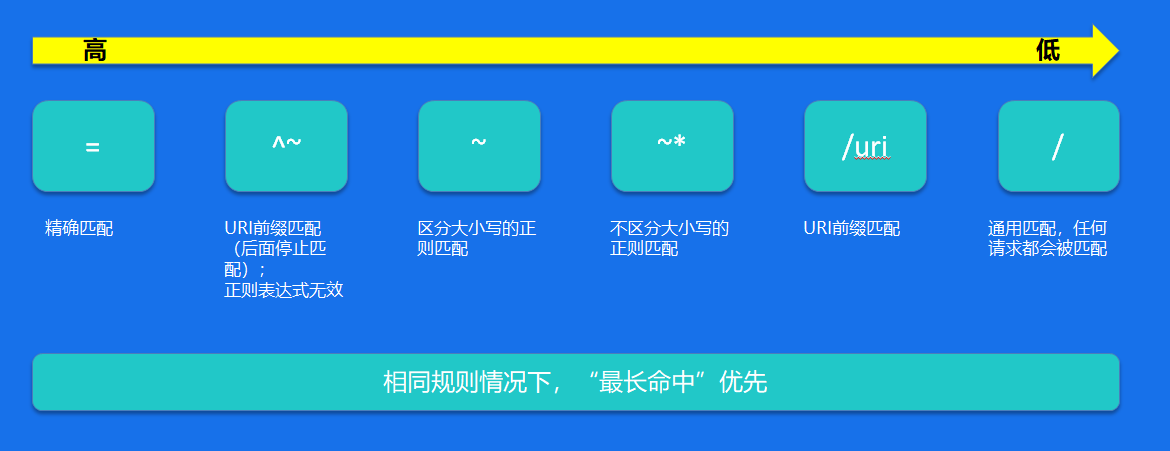 高 低
= ^~ ~ ~* /uri /
精确匹配
URI前缀匹配
（后面停止匹
配）；
正则表达式无效
区分大小写的正
则匹配
不区分大小写的
正则匹配
URI前缀匹配
通用匹配，任何
请求都会被匹配
相同规则情况下，“最长命中”优先